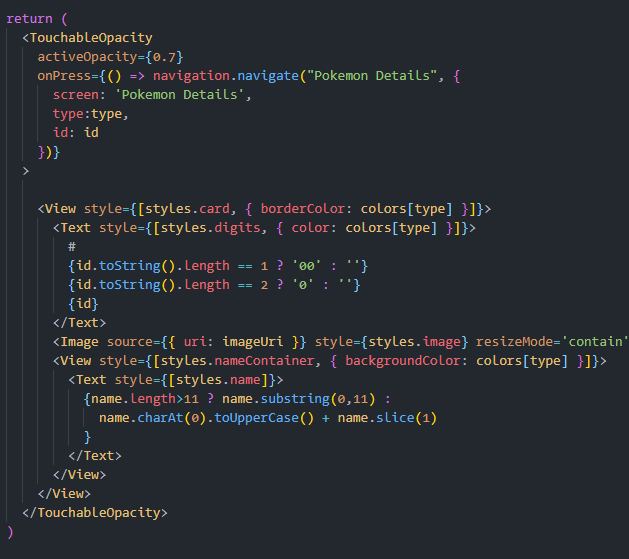 return (
<TouchableOpacity
activeOpacity={0.7}
onPress={() => navigation.navigate("Pokemon Details", {
screen: 'Pokemon Details',
type:type,
id: id
})}
>
<View style={[styles.card, { borderColor: colors[type] }]}>
<Text style={[styles.digits, { color: colors[type] }]}>
#
{id.toString().length == 1 ? '00' : ''}
{id.toString().length == 2 ? '0' : ''}
{id}
</Text>
<Image source={{ uri: imageUri }} style={styles.image} resizeMode='contain'
<View style={[styles.nameContainer, { backgroundColor: colors[type] }]}>
<Text style={[styles.name]}>
{name.length>11 ? name.substring(0,11) :
name.charAt(0).toUpperCase() + name.slice(1)
}
</Text>
</View>
</View>
</TouchableOpacity>
)